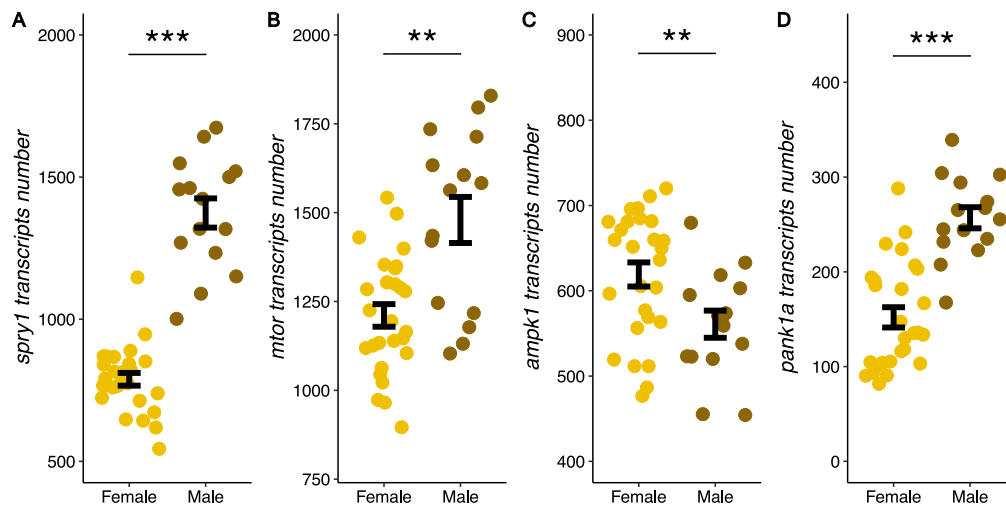 A
spry1 transcripts number
2000
1500
1000
500
***
Female Male
B
mtor transcripts number
2000
1750
1500
1250
1000
750
**
Female Male
C
ampk1 transcripts number
900
800
700
600
500
400
**
Female Male
D
pank1a transcripts number
400
300
200
100
0
***
Female Male